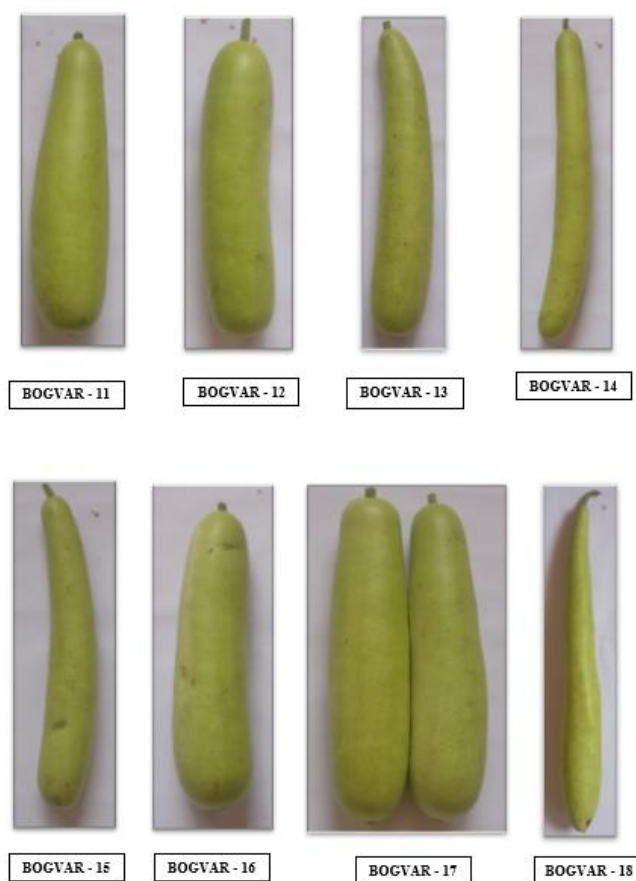 BOGVAR - 11
BOGVAR - 12
BOGVAR - 13
BOGVAR - 14
BOGVAR - 15
BOGVAR - 16
BOGVAR - 17
BOGVAR - 18